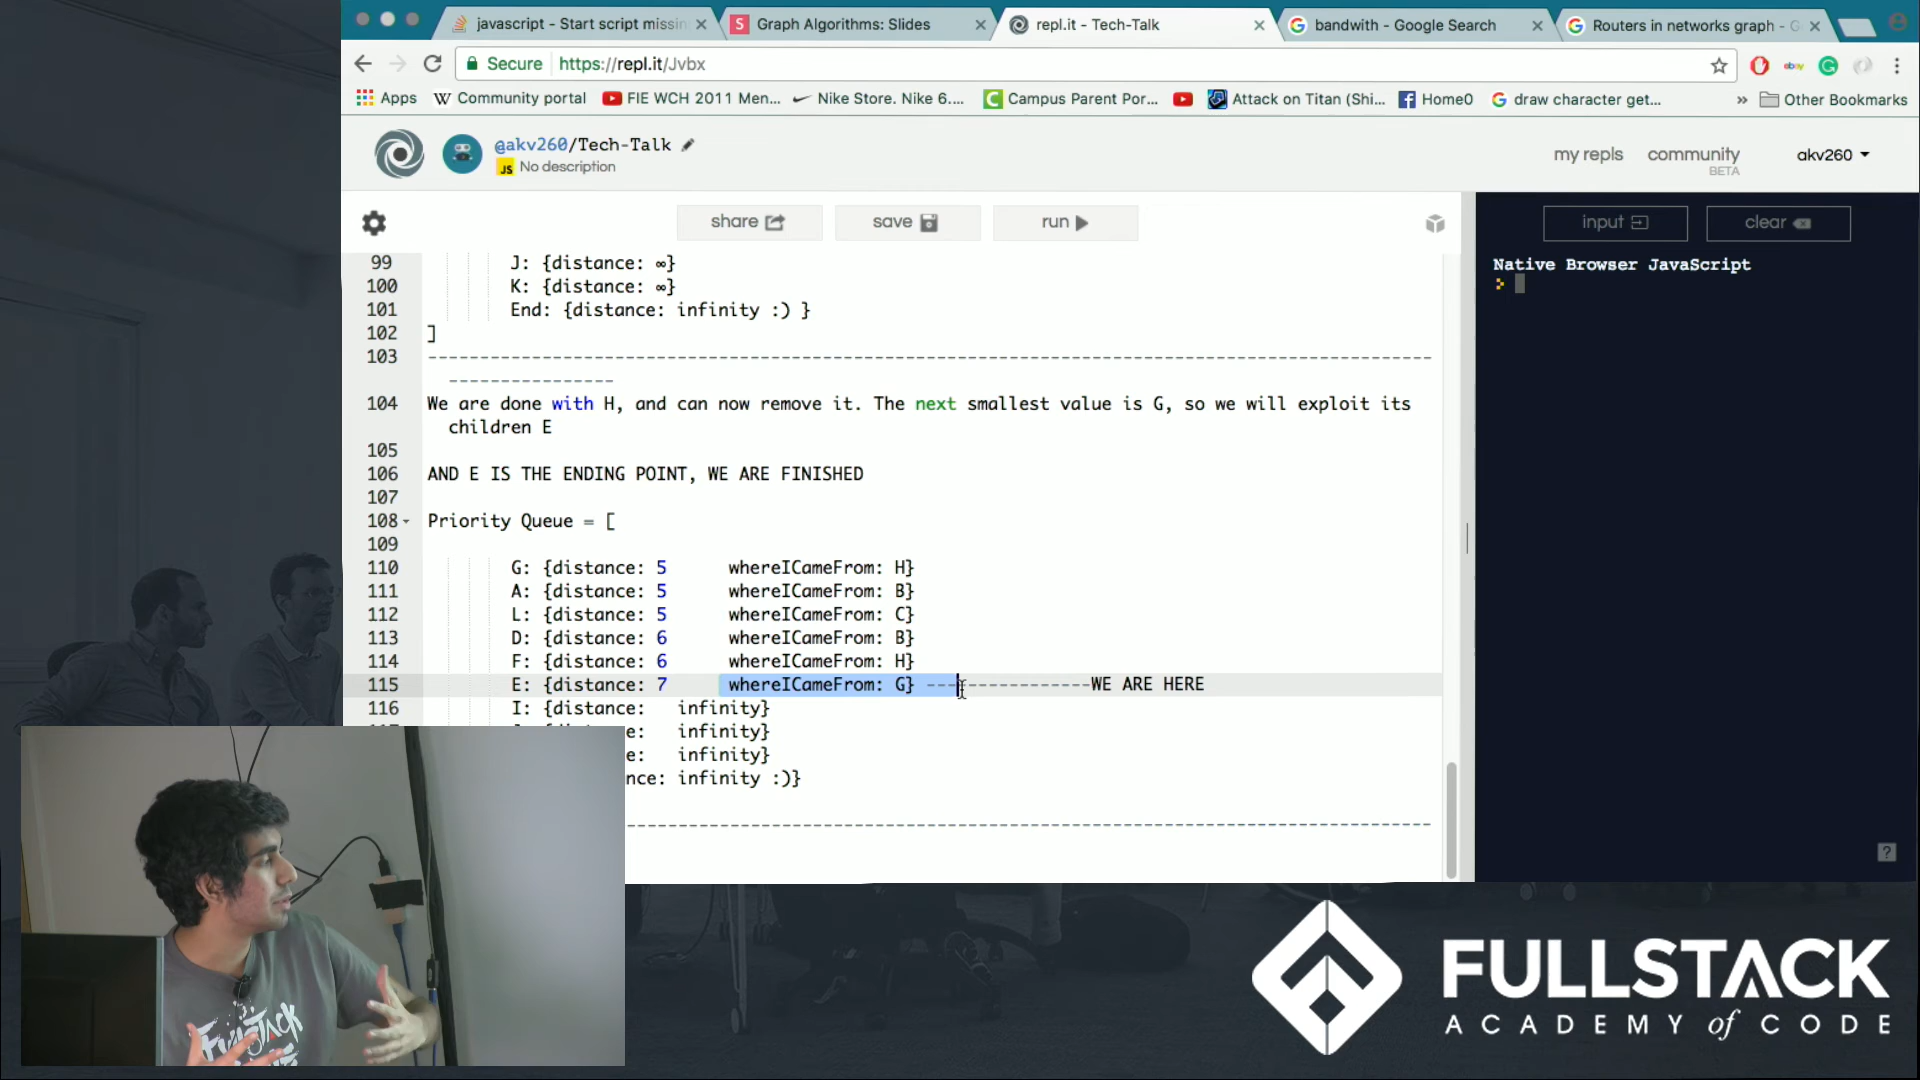 javascript - Start script missin
Graph Algorithms: Slides
repl.it - Tech-Talk
bandwith - Google Search
Routers in networks graph - G
Secure
https://repl.it/Jvbx
Apps
Community portal
FIE WCH 2011 Men...
Nike Store. Nike 6....
Campus Parent Por...
Attack on Titan (Shi...
Home0
draw character get...
»
Other Bookmarks
@akv260/Tech-Talk
JS No description
my repls
community
BETA
akv260
share
save
run
input
clear
Native Browser JavaScript
99 J: {distance: ∞}
100 K: {distance: ∞}
101 End: {distance: infinity :) }
102 ]
103 ------------------------------------------------------------------------------------------------
----------------
104 We are done with H, and can now remove it. The next smallest value is G, so we will exploit its
children E
105
106 AND E IS THE ENDING POINT, WE ARE FINISHED
107
108 Priority Queue = [
109
110 G: {distance: 5 whereICameFrom: H}
111 A: {distance: 5 whereICameFrom: B}
112 L: {distance: 5 whereICameFrom: C}
113 D: {distance: 6 whereICameFrom: B}
114 F: {distance: 6 whereICameFrom: H}
115 E: {distance: 7 whereICameFrom: G} ----------------WE ARE HERE
116 I: {distance: infinity}
e: infinity}
e: infinity}
nce: infinity :)}
?
FULLSTACK
FULLSTACK
ACADEMY of CODE